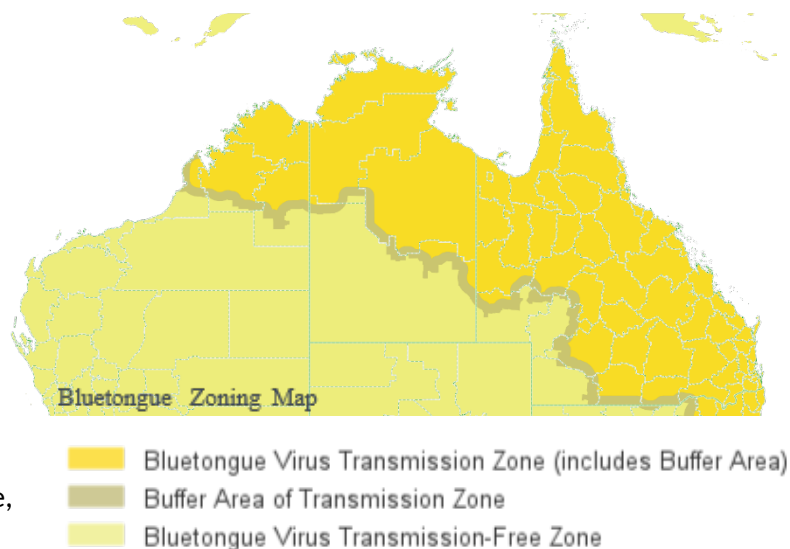 Bluetongue Zoning Map
Bluetongue Virus Transmission Zone (includes Buffer Area)
e,
Buffer Area of Transmission Zone
Bluetongue Virus Transmission-Free Zone